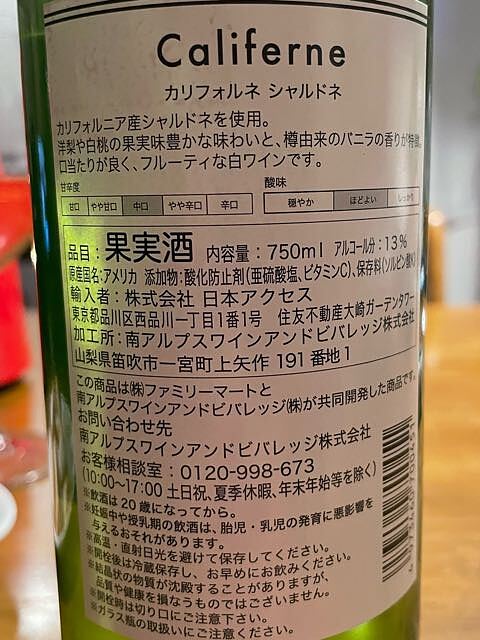 Califerne
カリフォルネ シャルドネ
カリフォルニア産シャルドネを使用。
洋梨や白桃の果実味豊かな味わいと、樽由来のバニラの香りが特徴。
口当たりが良く、フルーティな白ワインです。
甘辛度
甘口 やや甘口 中口 やや辛口 辛口
酸味
穏やか ほどよい しっかり
品目:果実酒 内容量:750ml アルコール分:13%
原産国名:アメリカ 添加物:酸化防止剤(亜硫酸塩、ビタミンC)、保存料(ソルビン酸K)
輸入者:株式会社 日本アクセス
東京都品川区西品川一丁目1番1号 住友不動産大崎ガーデンタワー
加工所:南アルプスワインアンドビバレッジ株式会社
山梨県笛吹市一宮町上矢作 191 番地1
この商品は㈱ファミリーマートと
南アルプスワインアンドビバレッジ㈱が共同開発した商品です。
お問い合わせ先
南アルプスワインアンドビバレッジ株式会社
お客様相談室:0120-998-673
(10:00~17:00 土日祝、夏季休暇、年末年始等を除く)
※飲酒は20歳になってから。
※妊娠中や授乳期の飲酒は、胎児・乳児の発育に悪影響を
与えるおそれがあります。
※高温・直射日光を避けて保存してください。
※開栓後は冷蔵保存し、お早めにお飲みください。
※結晶状の物質が沈殿することがありますが、
品質や健康を損なうものではございません。
※開栓時は切り口にご注意ください。
※ガラス瓶の取扱いにご注意ください。